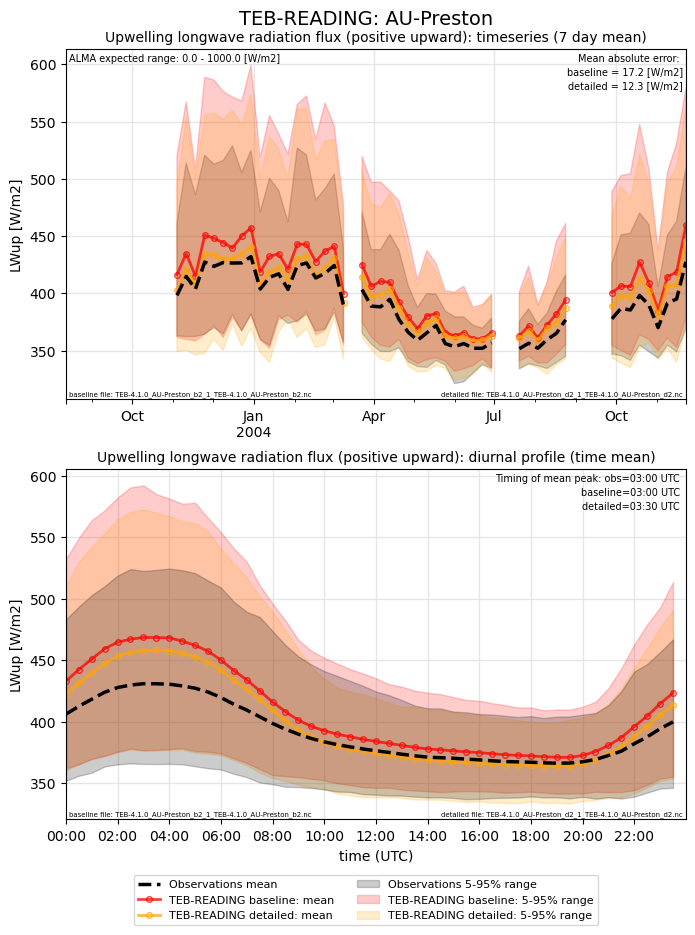 TEB-READING: AU-Preston
Upwelling longwave radiation flux (positive upward): timeseries (7 day mean)
ALMA expected range: 0.0 - 1000.0 [W/m2]
Mean absolute error:
baseline = 17.2 [W/m2]
detailed = 12.3 [W/m2]
600
550
500
450
400
350
LWup [W/m2]
baseline file: TEB-4.1.0_AU-Preston_b2_1_TEB-4.1.0_AU-Preston_b2.nc
detailed file: TEB-4.1.0_AU-Preston_d2_1_TEB-4.1.0_AU-Preston_d2.nc
Oct Jan Apr Jul Oct
2004
Upwelling longwave radiation flux (positive upward): diurnal profile (time mean)
Timing of mean peak: obs=03:00 UTC
baseline=03:00 UTC
detailed=03:30 UTC
600
550
500
450
400
350
LWup [W/m2]
baseline file: TEB-4.1.0_AU-Preston_b2_1_TEB-4.1.0_AU-Preston_b2.nc
detailed file: TEB-4.1.0_AU-Preston_d2_1_TEB-4.1.0_AU-Preston_d2.nc
00:00 02:00 04:00 06:00 08:00 10:00 12:00 14:00 16:00 18:00 20:00 22:00
time (UTC)
Observations mean
TEB-READING baseline: mean
TEB-READING detailed: mean
Observations 5-95% range
TEB-READING baseline: 5-95% range
TEB-READING detailed: 5-95% range